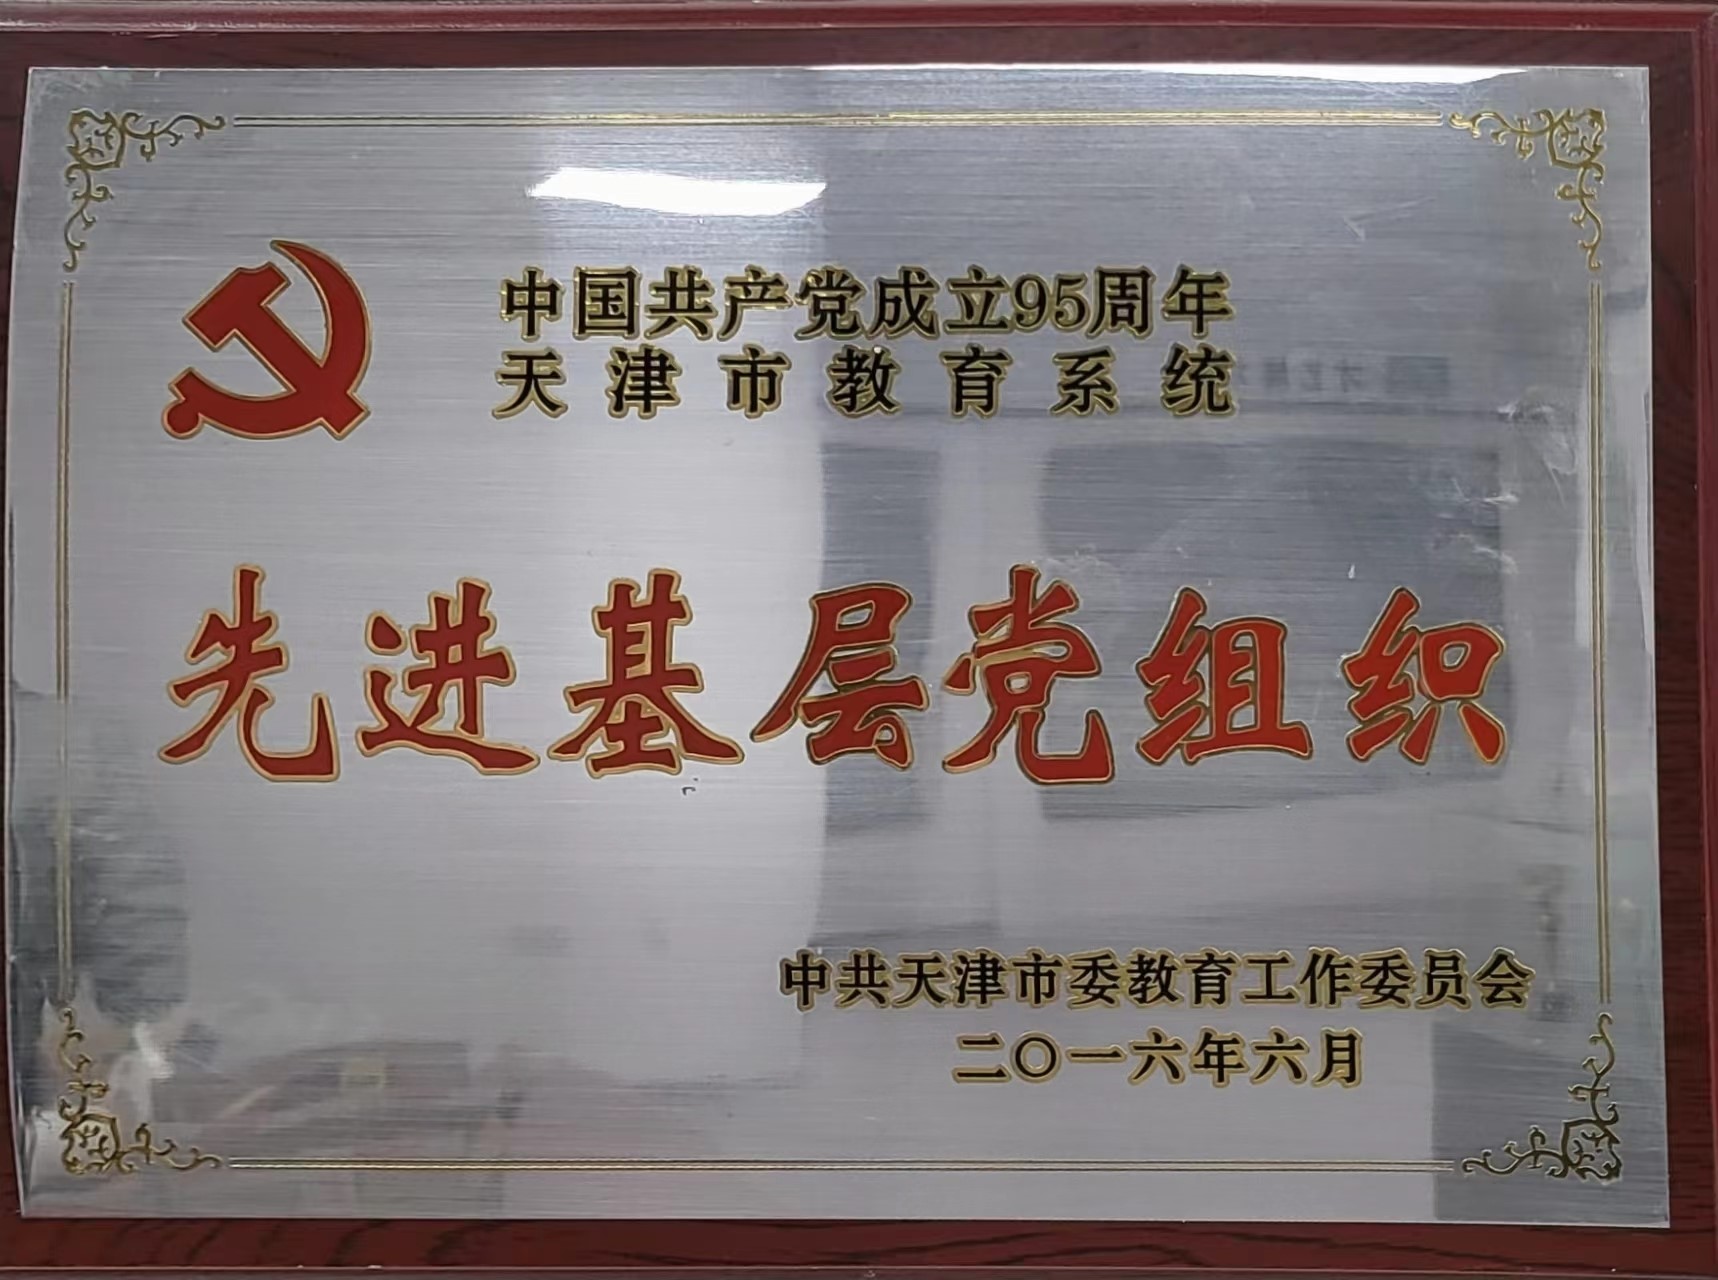 中国共产党成立95周年
天津市教育系统
先进基层党组织
中共天津市委教育工作委员会
二〇一六年六月